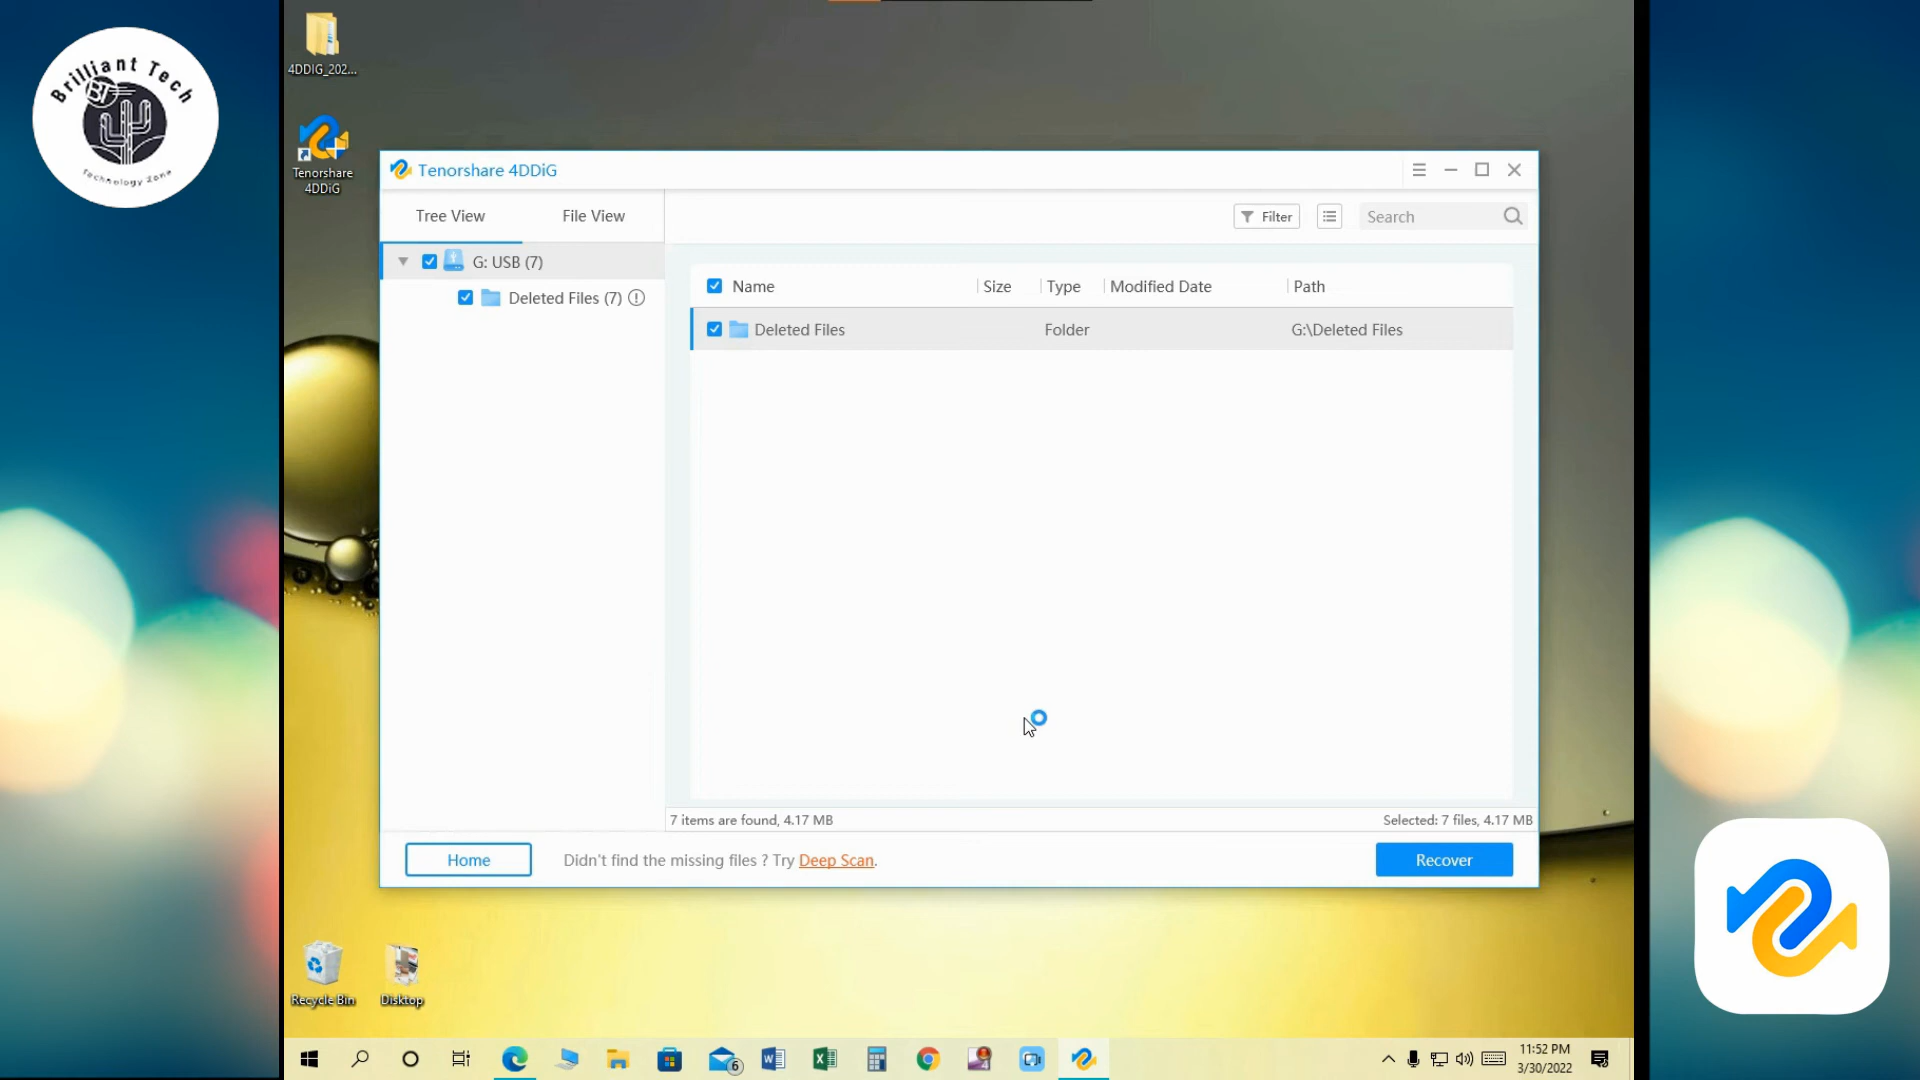 Brilliant Tech
BT
Technology Zone
4DDIG_202...
Tenorshare
4DDiG
Tenorshare 4DDiG
Tree View
File View
Filter
Search
G: USB (7)
Deleted Files (7)
Name
Size
Type
Modified Date
Path
Deleted Files
Folder
G:\Deleted Files
7 items are found, 4.17 MB
Selected: 7 files, 4.17 MB
Home
Didn't find the missing files ? Try Deep Scan.
Recover
Recycle Bin
Desktop
6
11:52 PM
3/30/2022